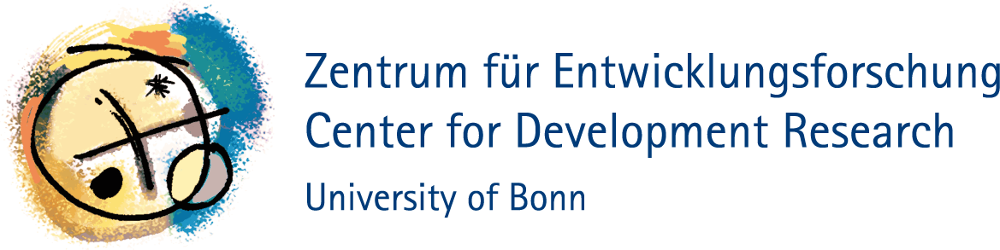 Zentrum für Entwicklungsforschung
Center for Development Research
University of Bonn